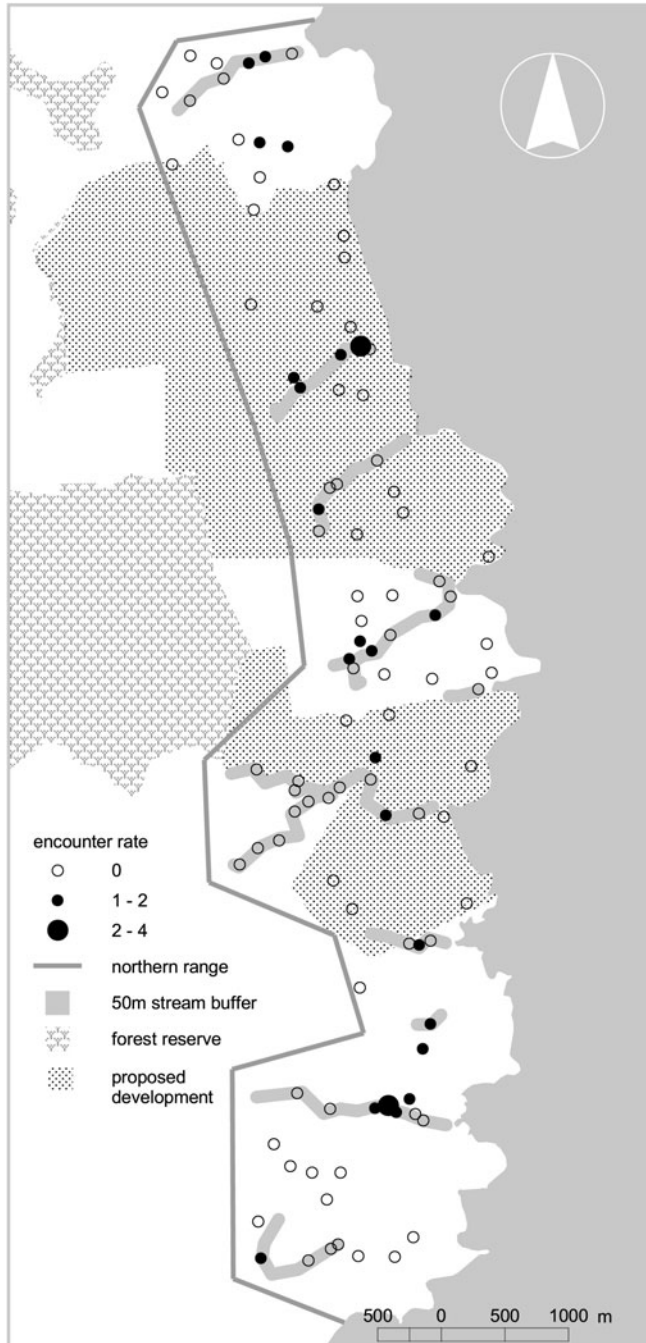 encounter rate
0
1 - 2
2 - 4
northern range
50m stream buffer
forest reserve
proposed
development
500 0 500 1000 m